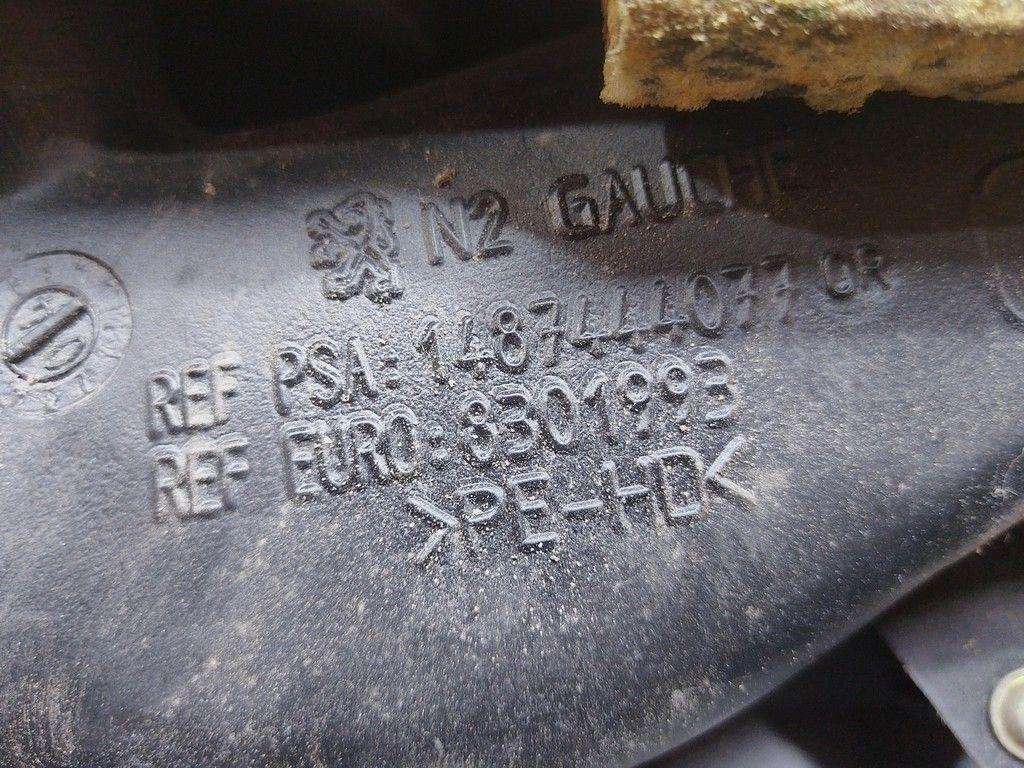 N2 GAUCHE
REF PSA: 1487444077 OR
REF EURO: 8301993
>PE-HD<